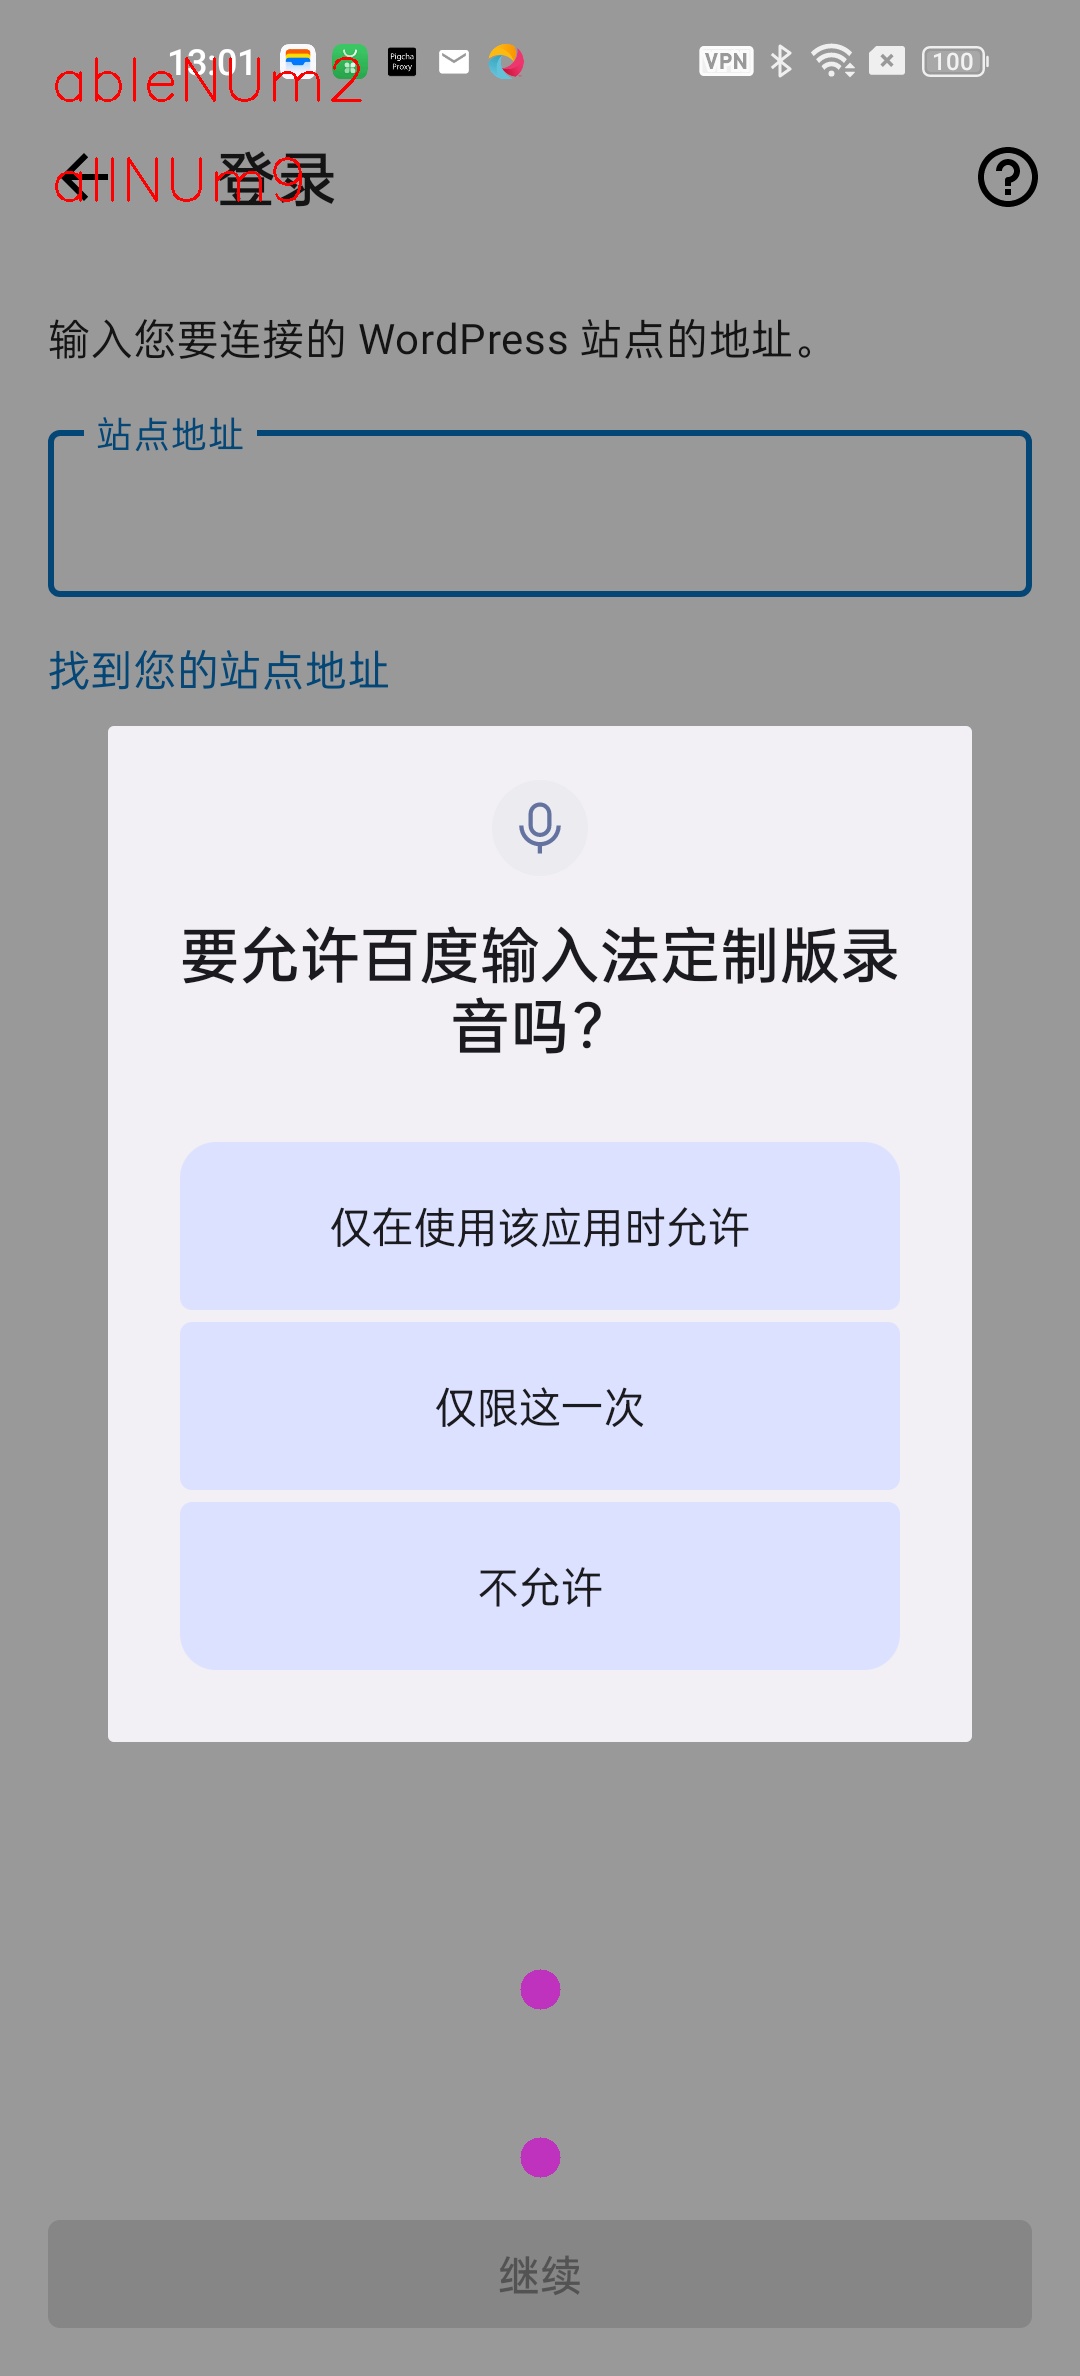 13:01
Pigcha Proxy
VPN
100
ableNUm2
allNUm9
登录
输入您要连接的 WordPress 站点的地址。
站点地址
找到您的站点地址
要允许百度输入法定制版录
音吗?
仅在使用该应用时允许
仅限这一次
不允许
继续